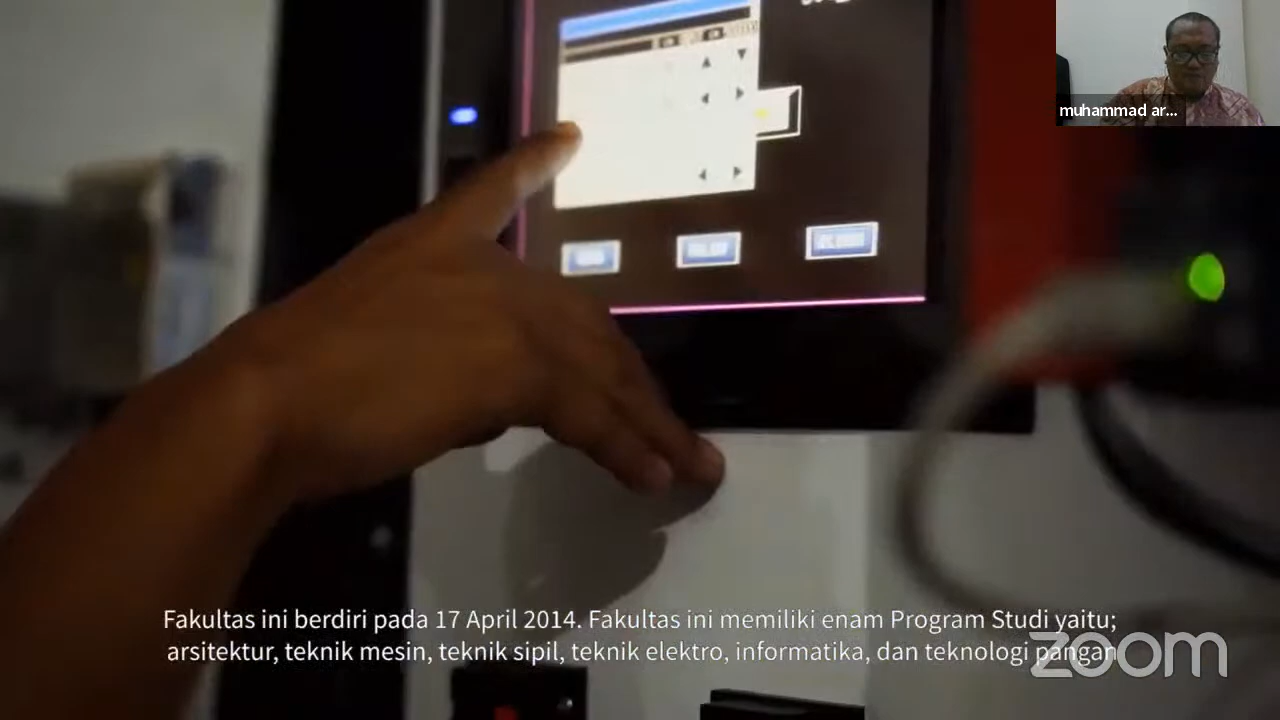 muhammad ar...
Fakultas ini berdiri pada 17 April 2014. Fakultas ini memiliki enam Program Studi yaitu;
arsitektur, teknik mesin, teknik sipil, teknik elektro, informatika, dan teknologi pangan
zoom